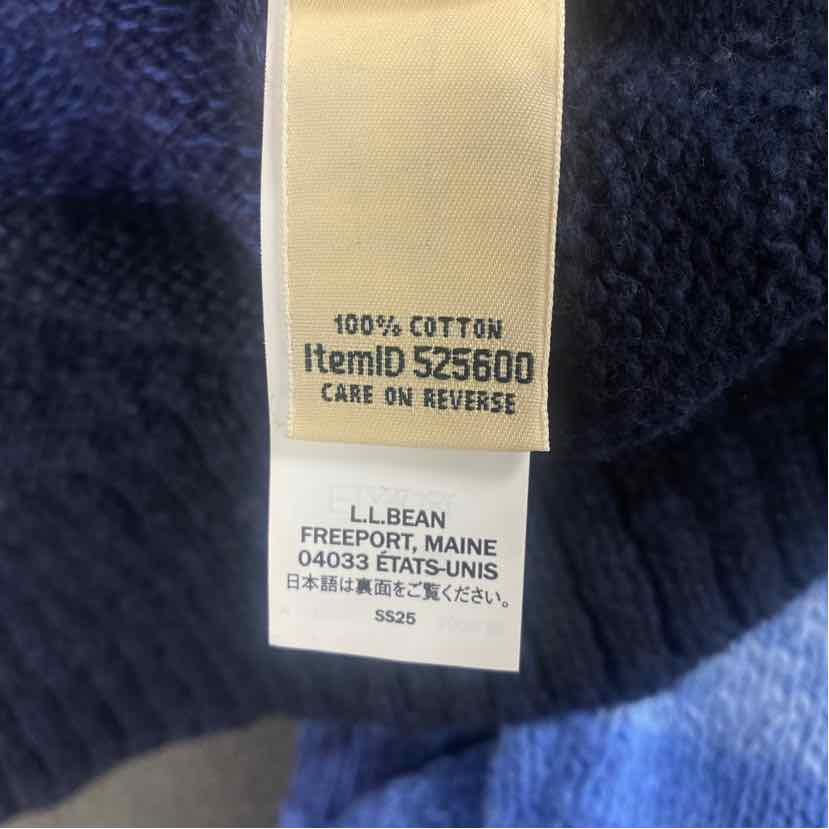 100% COTTON
ItemID 525600
CARE ON REVERSE
L.L.BEAN
FREEPORT, MAINE
04033 ÉTATS-UNIS
日本語は裏面をご覧ください。
SS25